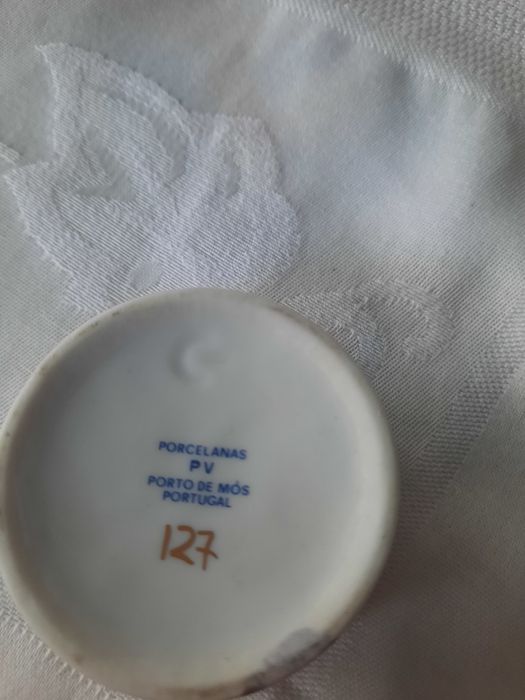 PORCELANAS
PV
PORTO DE MÓS
PORTUGAL
127